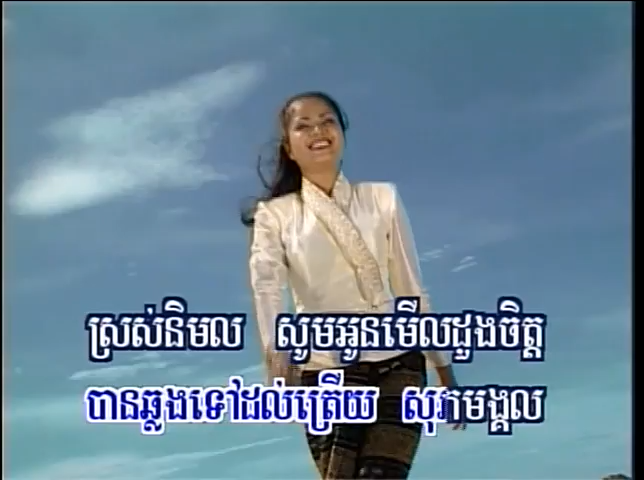 ស្រស់និមល សូមអូនមើលដួងចិត្ត
បានឆ្លងទៅដល់ត្រើយ សុភមង្គល